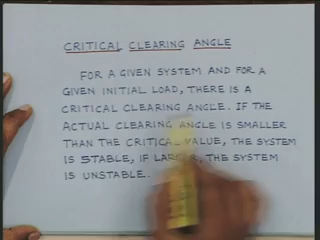 CRITICAL CLEARING ANGLE
FOR A GIVEN SYSTEM AND FOR A
GIVEN INITIAL LOAD, THERE IS A
CRITICAL CLEARING ANGLE. IF THE
ACTUAL CLEARING ANGLE IS SMALLER
THAN THE CRITICAL VALUE, THE SYSTEM
IS STABLE, IF LARGER, THE SYSTEM
IS UNSTABLE.